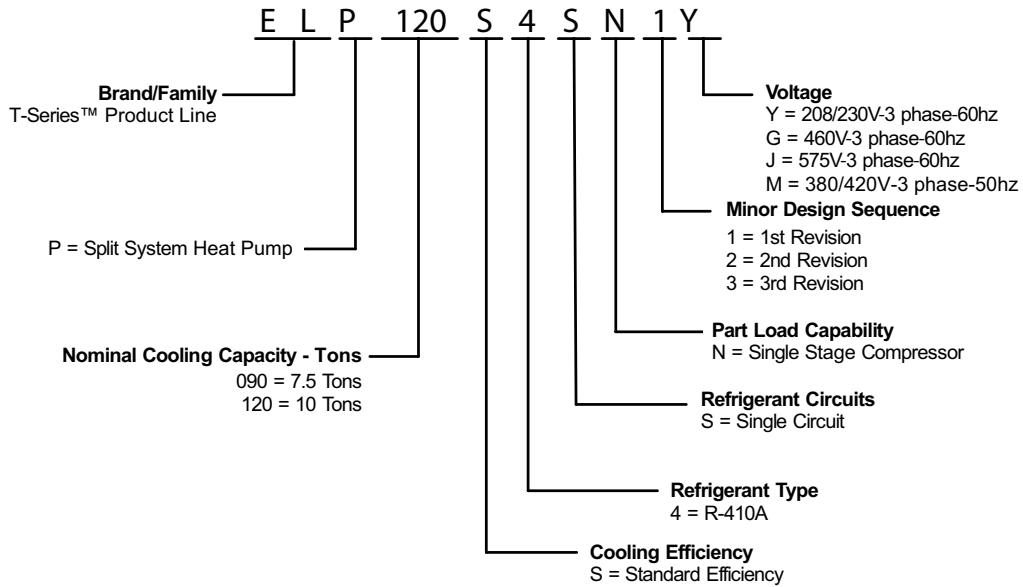 E L P 120 S 4 S N 1 Y
Brand/Family
T-Series™ Product Line
P = Split System Heat Pump
Nominal Cooling Capacity - Tons
090 = 7.5 Tons
120 = 10 Tons
Voltage
Y = 208/230V-3 phase-60hz
G = 460V-3 phase-60hz
J = 575V-3 phase-60hz
M = 380/420V-3 phase-50hz
Minor Design Sequence
1 = 1st Revision
2 = 2nd Revision
3 = 3rd Revision
Part Load Capability
N = Single Stage Compressor
Refrigerant Circuits
S = Single Circuit
Refrigerant Type
4 = R-410A
Cooling Efficiency
S = Standard Efficiency